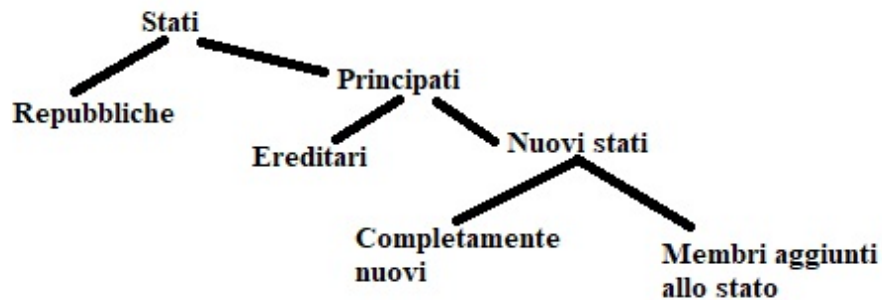 Stati
Principati
Repubbliche
Ereditari
Nuovi stati
Completamente
nuovi
Membri aggiunti
allo stato